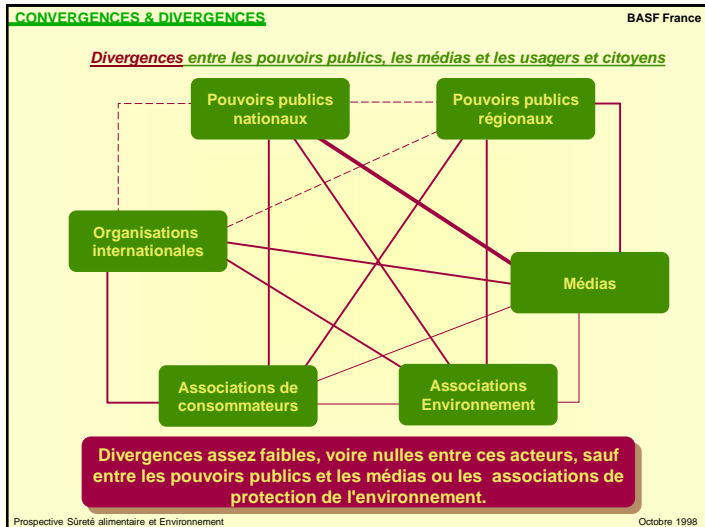 CONVERGENCES & DIVERGENCES
BASF France
Divergences entre les pouvoirs publics, les médias et les usagers et citoyens
Pouvoirs publics
nationaux
Pouvoirs publics
régionaux
Organisations
internationales
Médias
Associations de
consommateurs
Associations
Environnement
Divergences assez faibles, voire nulles entre ces acteurs, sauf
entre les pouvoirs publics et les médias ou les associations de
protection de l'environnement.
Prospective Sûreté alimentaire et Environnement
Octobre 1998